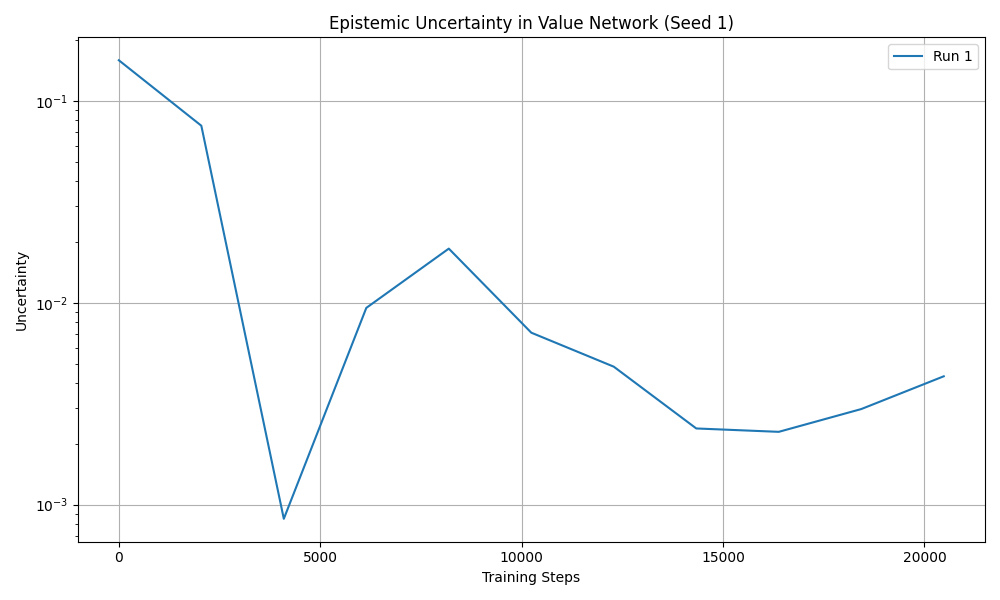 Epistemic Uncertainty in Value Network (Seed 1)
Run 1
Uncertainty
10⁻¹
10⁻²
10⁻³
0 5000 10000 15000 20000
Training Steps